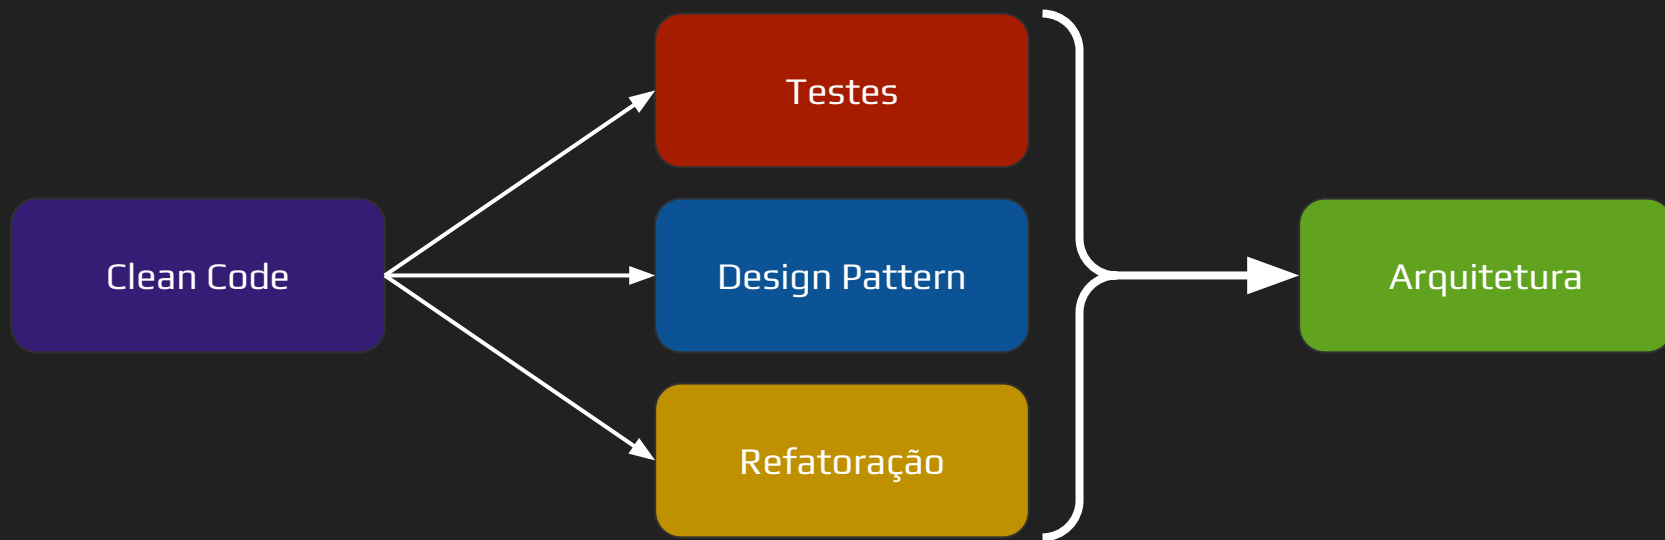 Testes
Clean Code
Design Pattern
Arquitetura
Refatoração